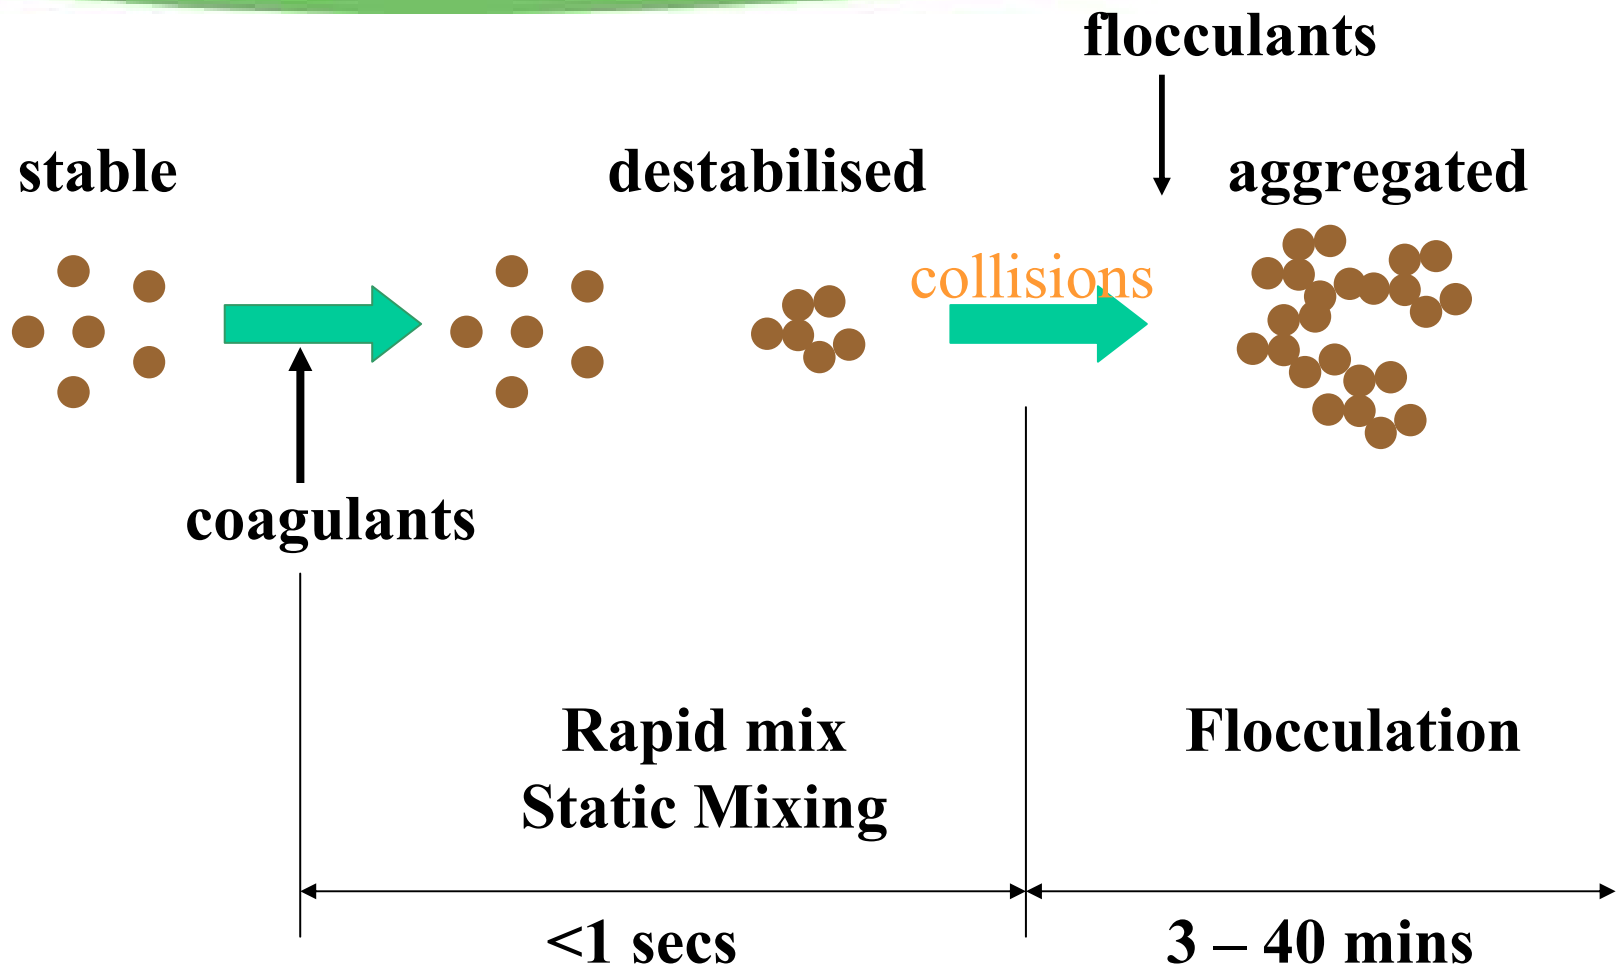 flocculants
stable
destabilised
aggregated
collisions
coagulants
Rapid mix
Static Mixing
Flocculation
<1 secs
3 – 40 mins